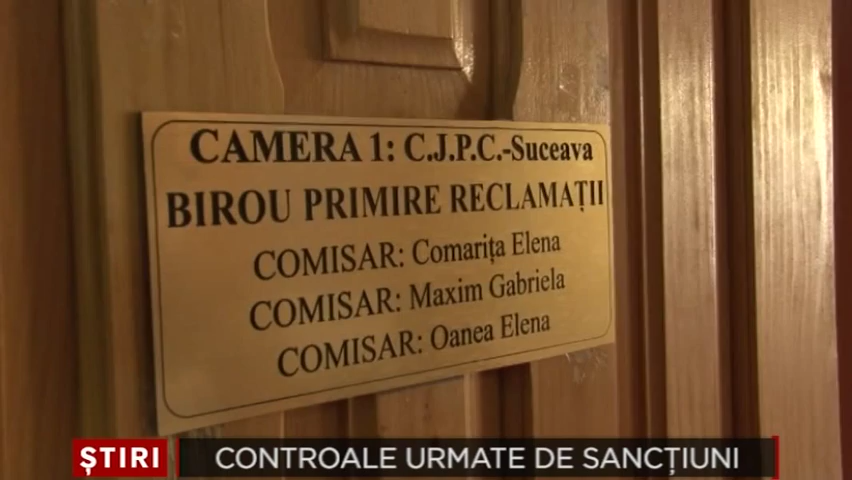 CAMERA 1: C.J.P.C.-Suceava
BIROU PRIMIRE RECLAMAȚII
COMISAR: Comarița Elena
COMISAR: Maxim Gabriela
COMISAR: Oanea Elena
ȘTIRI CONTROALE URMATE DE SANCȚIUNI